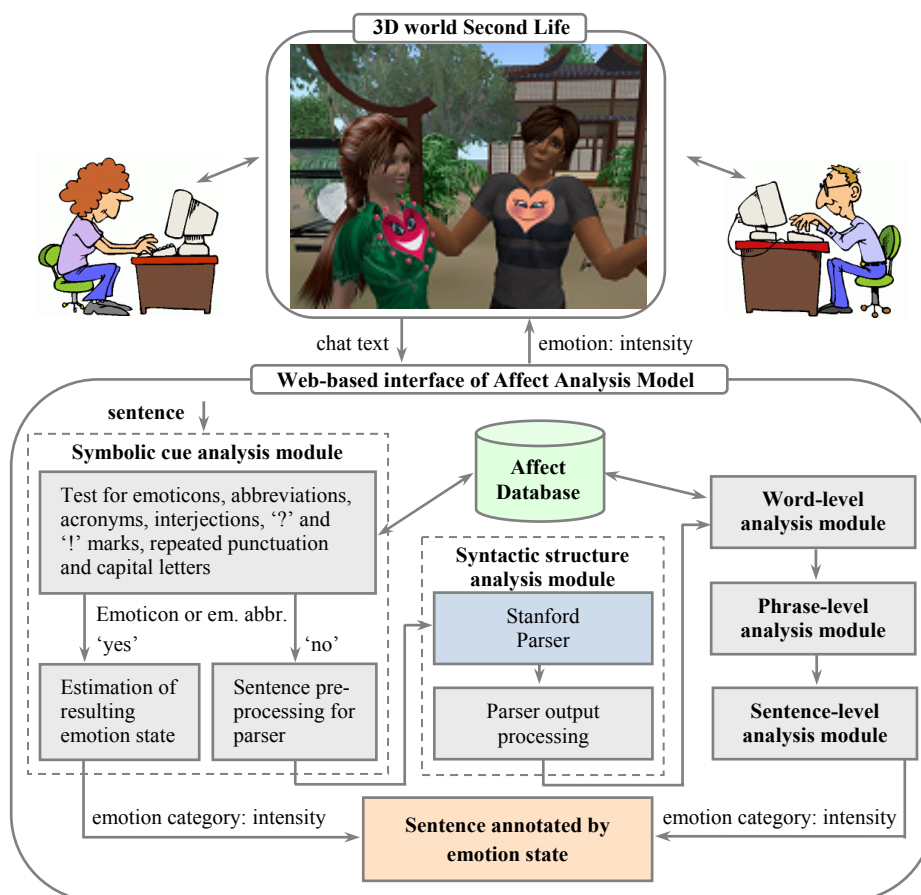 3D world Second Life
chat text
emotion: intensity
Web-based interface of Affect Analysis Model
sentence
Symbolic cue analysis module
Test for emoticons, abbreviations,
acronyms, interjections, ‘?’ and
‘!’ marks, repeated punctuation
and capital letters
Emoticon or em. abbr.
‘yes’
‘no’
Estimation of
resulting
emotion state
Sentence pre-
processing for
parser
Affect
Database
Syntactic structure
analysis module
Stanford
Parser
Parser output
processing
Word-level
analysis module
Phrase-level
analysis module
Sentence-level
analysis module
emotion category: intensity
emotion category: intensity
Sentence annotated by
emotion state